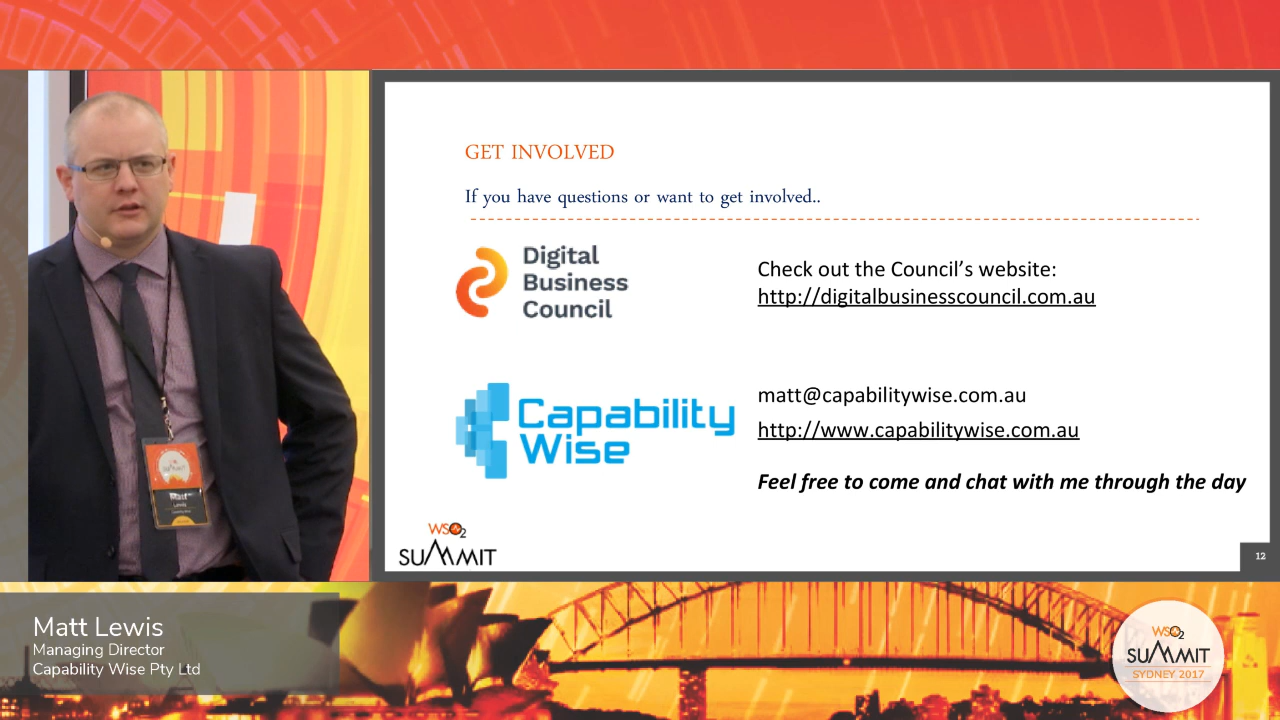 GET INVOLVED
If you have questions or want to get involved..
Digital
Business
Council
Check out the Council's website:
http://digitalbusinesscouncil.com.au
Capability
Wise
matt@capabilitywise.com.au
http://www.capabilitywise.com.au
Feel free to come and chat with me through the day
WSO2
SUMMIT
12
SUMMIT
Matt
Lewis
Matt Lewis
Managing Director
Capability Wise Pty Ltd
WSO2
SUMMIT
SYDNEY 2017